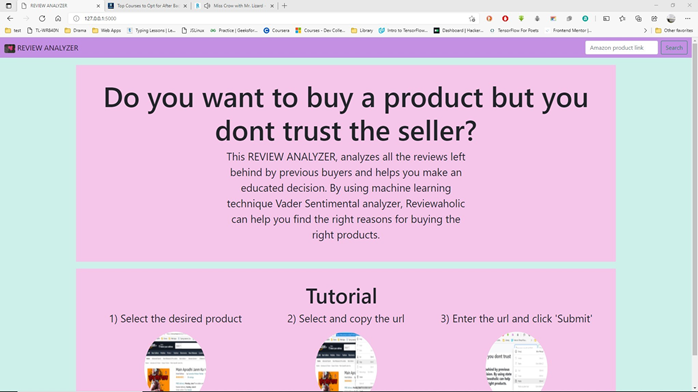 REVIEW ANALYZER
Top Courses to Opt for After B
Miss Crow with Mr. Lizard
127.0.0.1:5000
test
TL-WR840N
Drama
Web Apps
Typing Lessons | Le...
JSLinux
Practice | Geeksfor...
Coursera
Courses - Dev Colle...
Library
Intro to TensorFlow...
Dashboard | Hacker...
TensorFlow For Poets
Frontend Mentor |...
Other favorites
REVIEW ANALYZER
Amazon product link
Search
Do you want to buy a product but you
dont trust the seller?
This REVIEW ANALYZER, analyzes all the reviews left
behind by previous buyers and helps you make an
educated decision. By using machine learning
technique Vader Sentimental analyzer, Reviewaholic
can help you find the right reasons for buying the
right products.
Tutorial
1) Select the desired product
2) Select and copy the url
3) Enter the url and click 'Submit'